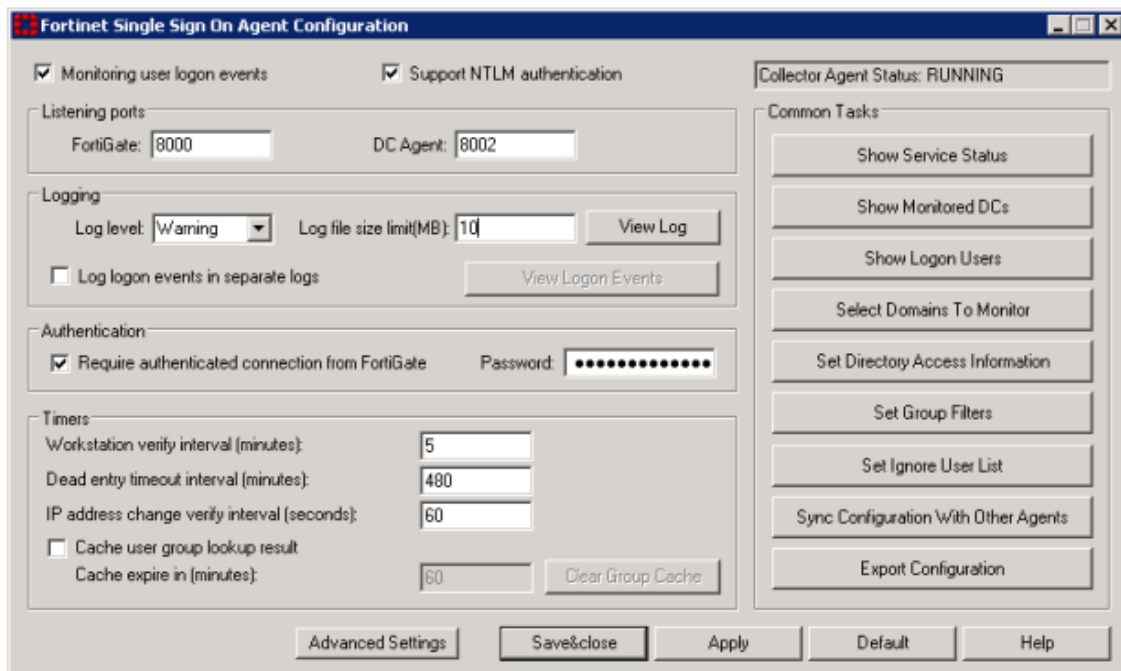 Fortinet Single Sign On Agent Configuration
Monitoring user logon events
Support NTLM authentication
Collector Agent Status: RUNNING
Listening ports
FortiGate: 8000
DC Agent: 8002
Logging
Log level: Warning
Log file size limit(MB): 10
View Log
Log logon events in separate logs
View Logon Events
Authentication
Require authenticated connection from FortiGate
Password: •••••••••••••
Timers
Workstation verify interval (minutes): 5
Dead entry timeout interval (minutes): 480
IP address change verify interval (seconds): 60
Cache user group lookup result
Cache expire in (minutes): 60
Clear Group Cache
Common Tasks
Show Service Status
Show Monitored DCs
Show Logon Users
Select Domains To Monitor
Set Directory Access Information
Set Group Filters
Set Ignore User List
Sync Configuration With Other Agents
Export Configuration
Advanced Settings
Save&close
Apply
Default
Help